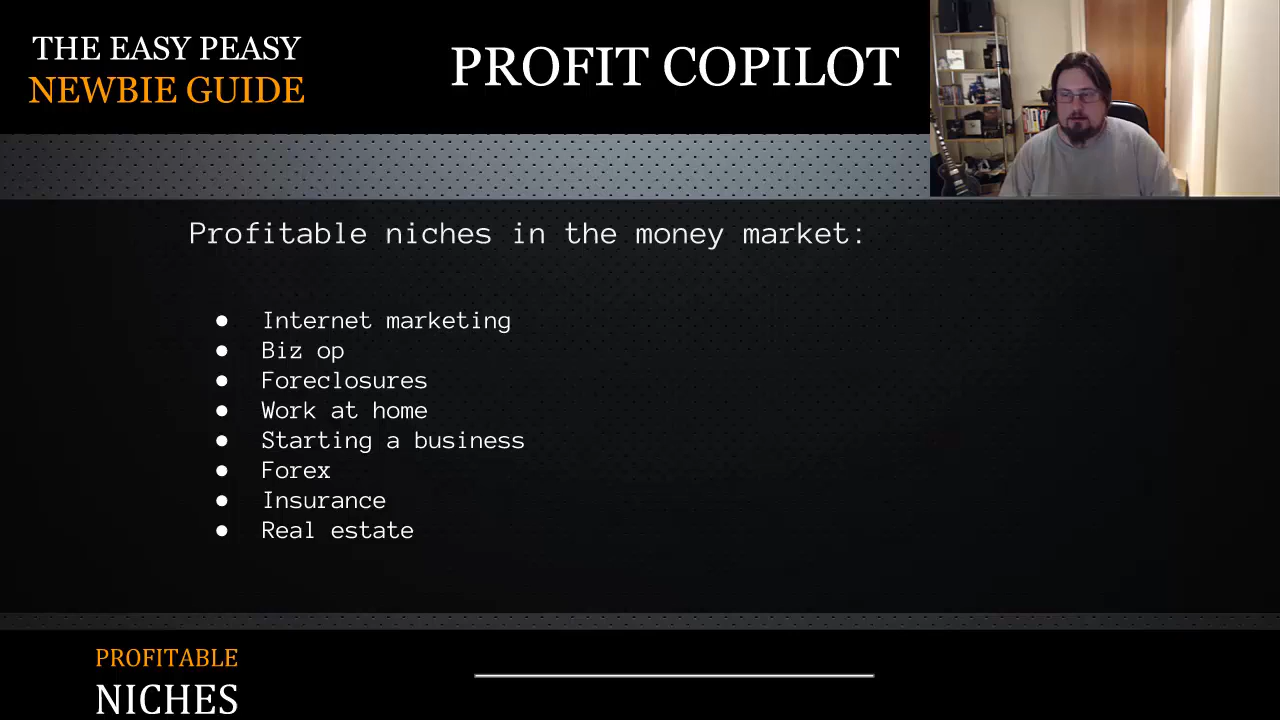 THE EASY PEASY
NEWBIE GUIDE
PROFIT COPILOT
Profitable niches in the money market:
● Internet marketing
● Biz op
● Foreclosures
● Work at home
● Starting a business
● Forex
● Insurance
● Real estate
PROFITABLE
NICHES